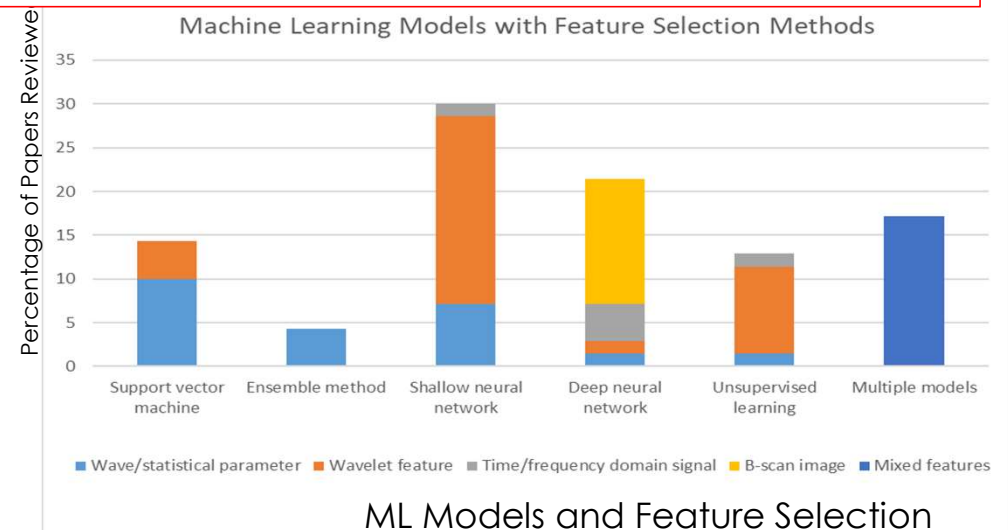 Machine Learning Models with Feature Selection Methods
Percentage of Papers
35
30
25
20
15
10
5
0
Support vector machine
Ensemble method
Shallow neural network
Deep neural network
Unsupervised learning
Multiple models
Wave/statistical parameter Wavelet feature Time/frequency domain signal B-scan image Mixed features
ML Models and Feature Selection